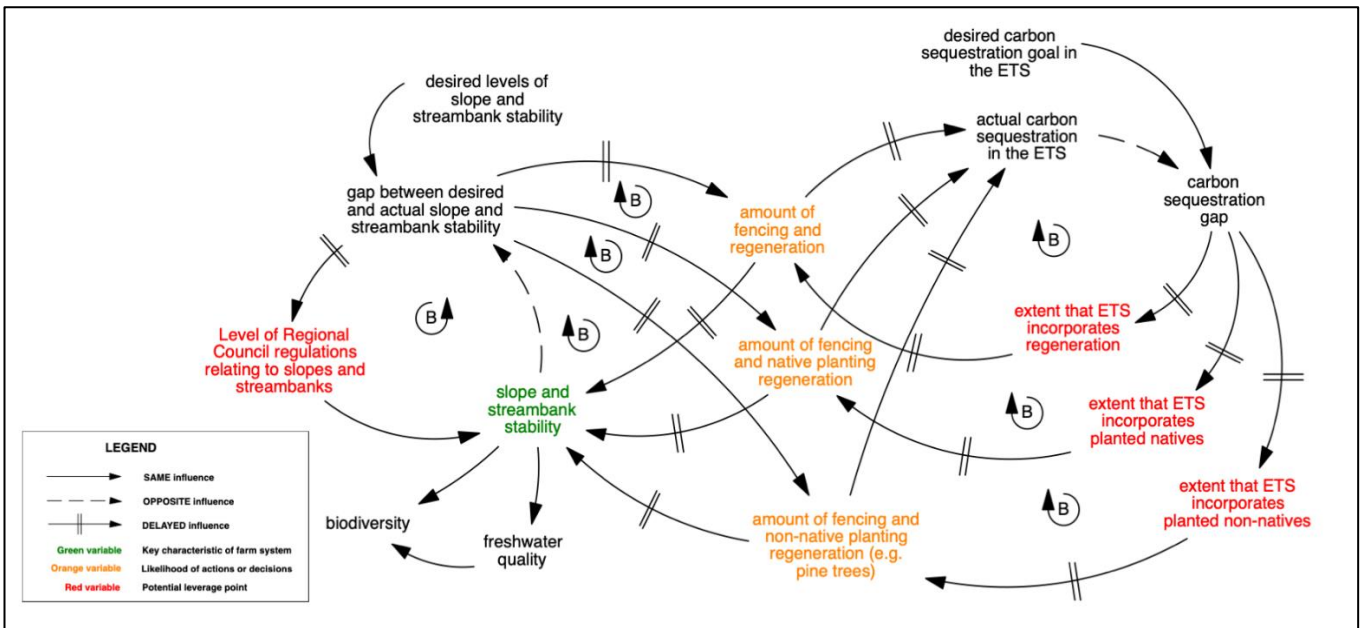 desired carbon
sequestration goal in
the ETS
desired levels of
slope and
streambank stability
actual carbon
sequestration
in the ETS
gap between desired
and actual slope and
streambank stability
carbon
sequestration
gap
B
amount of
fencing and
regeneration
B
B
B
B
Level of Regional
Council regulations
relating to slopes and
streambanks
extent that ETS
incorporates
regeneration
amount of fencing
and native planting
regeneration
slope and
streambank
stability
B
extent that ETS
incorporates
planted natives
extent that ETS
incorporates
planted non-natives
B
biodiversity
freshwater
quality
amount of fencing and
non-native planting
regeneration (e.g.
pine trees)
LEGEND
SAME influence
OPPOSITE influence
DELAYED influence
Green variable Key characteristic of farm system
Orange variable Likelihood of actions or decisions
Red variable Potential leverage point